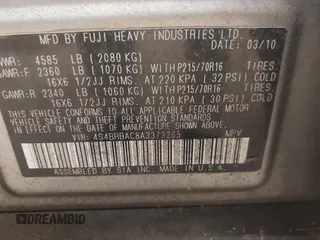 MFD. BY FUJI HEAVY INDUSTRIES LTD.
GVWR: 4585 LB (2080 KG) 03/10
GAWR:F 2360 LB (1070 KG) WITH P215/70R16
16X6 1/2JJ RIMS, AT 220 KPA (32 PSI) COLD
GAWR:R 2340 LB (1060 KG) WITH P215/70R16
16X6 1/2JJ RIMS, AT 210 KPA (30 PSI) COLD
THIS VEHICLE CONFORMS TO ALL APPLICABLE FEDERAL MOTOR
VEHICLE SAFETY, BUMPER, AND THEFT PREVENTION STANDARDS
IN EFFECT ON THE DATE OF MANUFACTURE SHOWN ABOVE.
VIN: MPV
ASSEMBLED BY SIA INC. MADE IN U.S.A.
DREAMBID